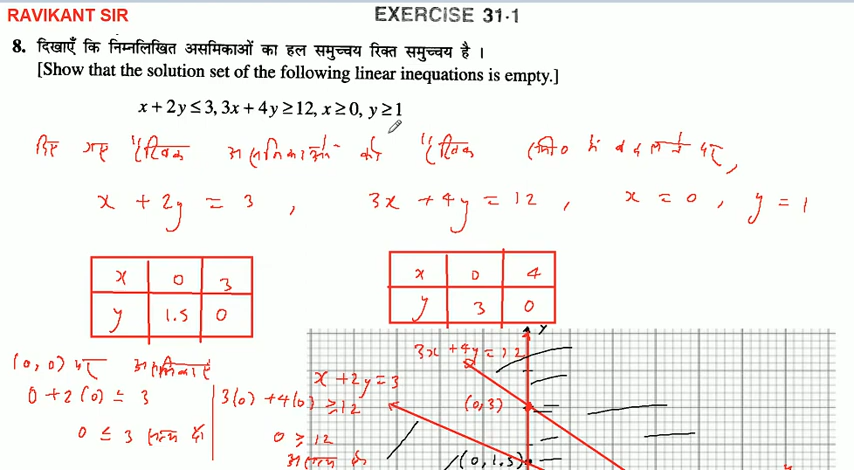 RAVIKANT SIR
EXERCISE 31·1
8. दिखाएँ कि निम्नलिखित असमिकाओं का हल समुच्चय रिक्त समुच्चय है ।
[Show that the solution set of the following linear inequations is empty.]
x + 2y ≤ 3, 3x + 4y ≥ 12, x ≥ 0, y ≥ 1
दिए गए रैखिक असमिकाओं को रैखिक समी० में बदलने पर,
x + 2y = 3 , 3x + 4y = 12 , x = 0 , y = 1
x 0 3
y 1.5 0
x 0 4
y 3 0
(0,0) पर असमिकाएं
0 + 2(0) ≤ 3
0 ≤ 3 सत्य है
3(0) + 4(0) ≥ 12
0 ≥ 12
असत्य है
y
3x + 4y = 12
x + 2y = 3
(0,3)
(0,1.5)